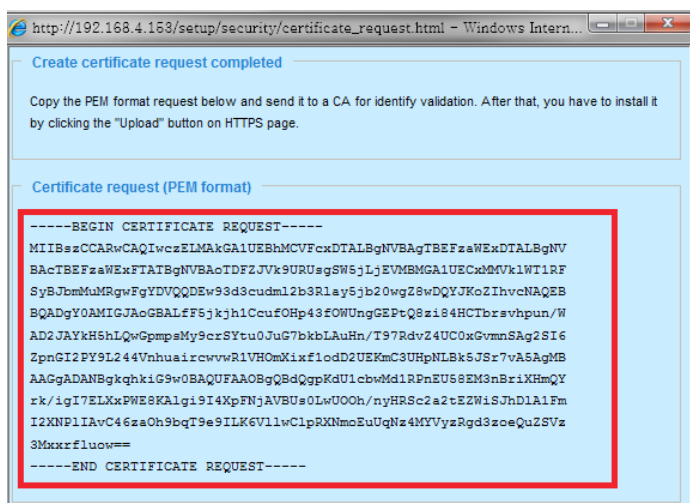 http://192.168.4.153/setup/security/certificate_request.html - Windows Intern...
Create certificate request completed
Copy the PEM format request below and send it to a CA for identify validation. After that, you have to install it
by clicking the "Upload" button on HTTPS page.
Certificate request (PEM format)
-----BEGIN CERTIFICATE REQUEST-----
MIIBszCCARwCAQIwczELMAkGA1UEBhMCVFcxDTALBgNVBAgTBEFzaWExDTALBgNV
BAcTBEFzaWExFTATBgNVBAoTDFZJVk9URUsgSW5jLjEVMBMGA1UECxMMVklWT1RF
SyBJbmMuMRgwFgYDVQQDEw93d3cudml2b3Rlay5jb20wgZ8wDQYJKoZIhvcNAQEB
BQADgY0AMIGJAoGBALfF5jkjh1CcufOHp43fOWUngGEPtQ8zi84HCTbrsvhpun/W
AD2JAYkH5hLQwGpmpsMy9crSYtu0JuG7bkbLAuHn/T97RdvZ4UC0xGvmnSAg2SI6
ZpnGI2PY9L244VnhuaircwvwR1VHOmXixf1odD2UEKmC3UHpNLBk5JSr7vA5AgMB
AAGgADANBgkqhkiG9w0BAQUFAAOBgQBdQgpKdU1cbwMd1RPnEU58EM3nBriXHmQY
rk/igI7ELXxPWE8KAlgi9I4XpFNjAVBUs0LwUOOh/nyHRSc2a2tEZWiSJhDlA1Fm
I2XNPlIAvC46zaOh9bqT9e9ILK6VllwClpRXNmoEuUqNz4MYVyzRgd3zoeQuZSVz
3Mxxrfluow==
-----END CERTIFICATE REQUEST-----